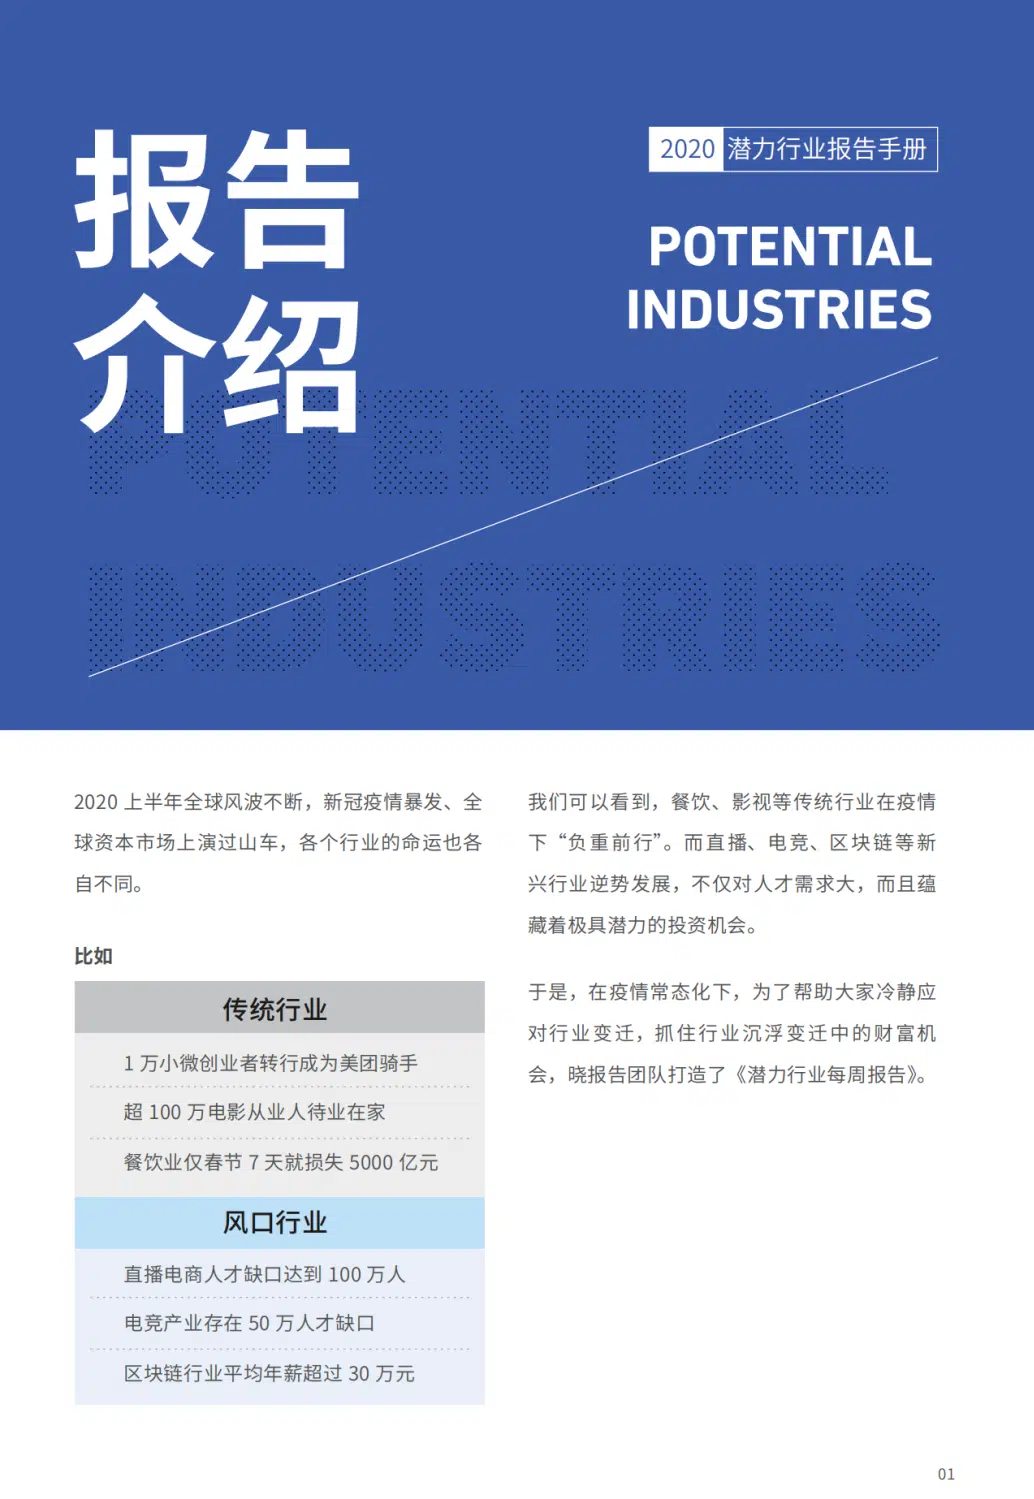 报告
介绍
2020 潜力行业报告手册
POTENTIAL
INDUSTRIES
POTENTIAL
INDUSTRIES
2020 上半年全球风波不断，新冠疫情暴发、全
球资本市场上演过山车，各个行业的命运也各
自不同。
比如
传统行业
1 万小微创业者转行成为美团骑手
超 100 万电影从业人待业在家
餐饮业仅春节 7 天就损失 5000 亿元
风口行业
直播电商人才缺口达到 100 万人
电竞产业存在 50 万人才缺口
区块链行业平均年薪超过 30 万元
我们可以看到，餐饮、影视等传统行业在疫情
下“负重前行”。而直播、电竞、区块链等新
兴行业逆势发展，不仅对人才需求大，而且蕴
藏着极具潜力的投资机会。
于是，在疫情常态化下，为了帮助大家冷静应
对行业变迁，抓住行业沉浮变迁中的财富机
会，晓报告团队打造了《潜力行业每周报告》。
01